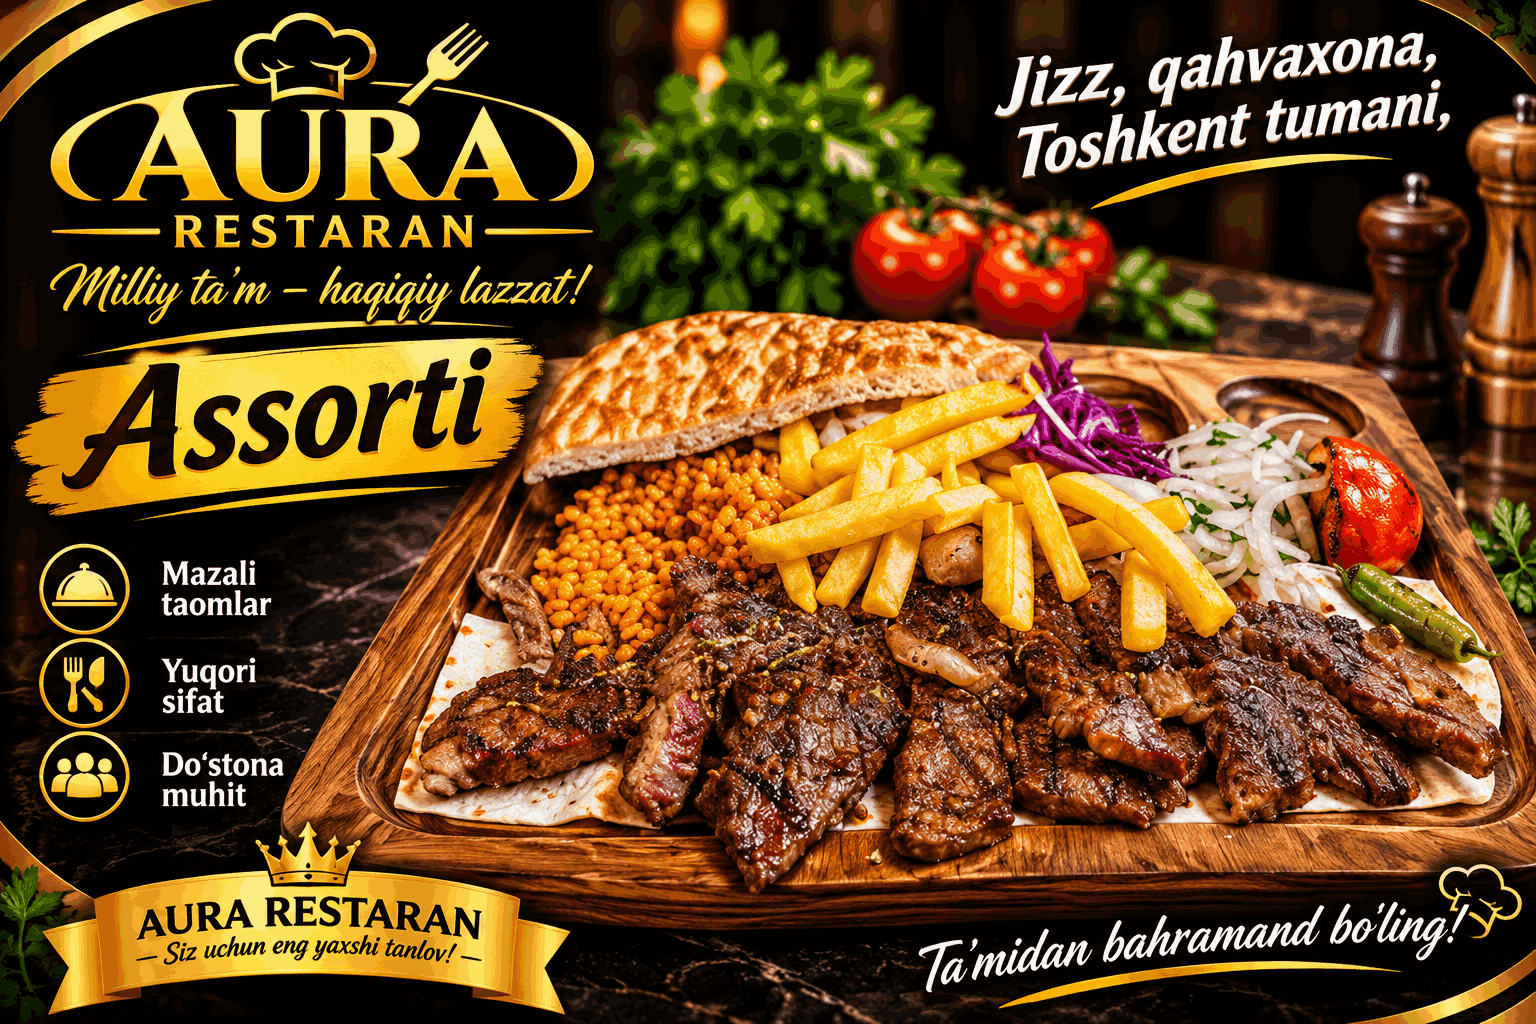 AURA
RESTARAN
Milliy ta'm – haqiqiy lazzat!
Assorti
Jizz, qahvaxona,
Toshkent tumani,
Mazali
taomlar
Yuqori
sifat
Do‘stona
muhit
AURA RESTARAN
– Siz uchun eng yaxshi tanlov! –
Ta'midan bahramand bo'ling!